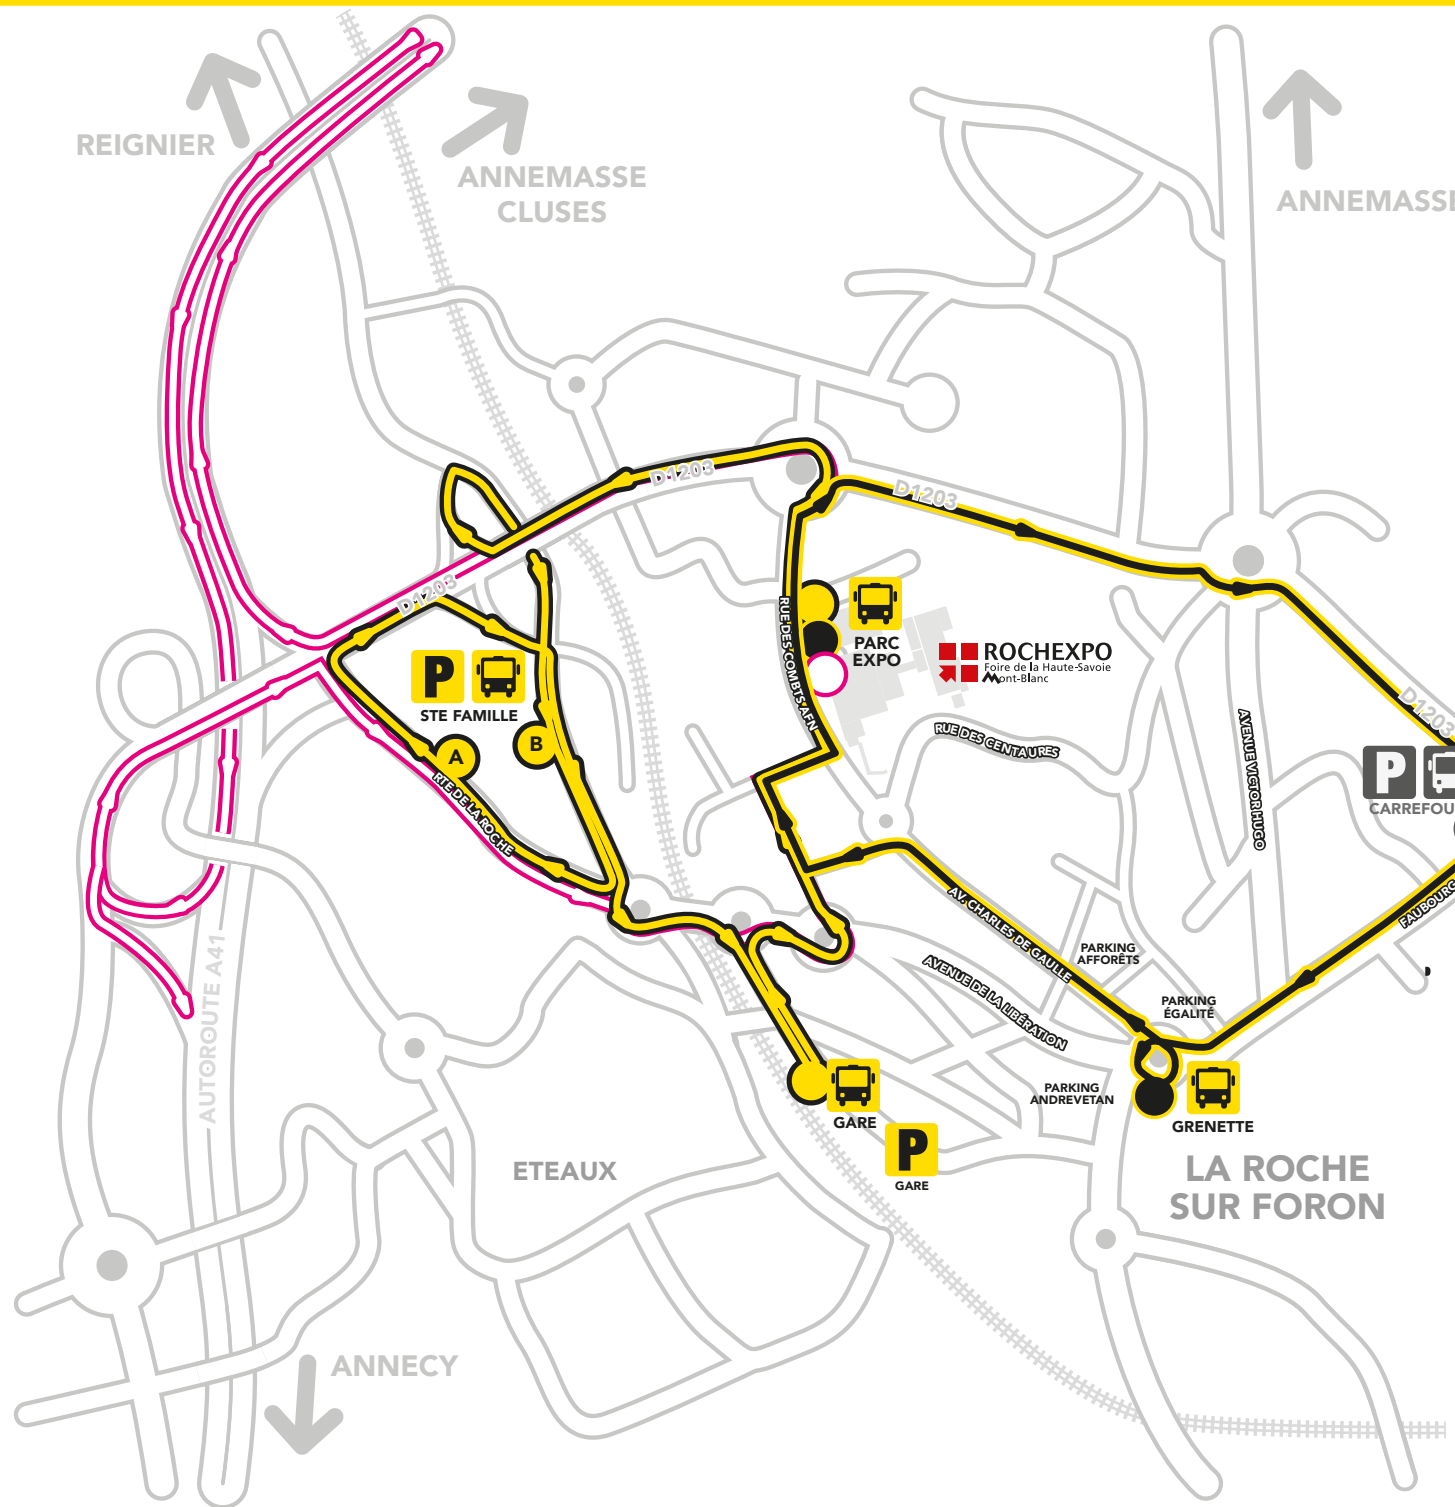 REIGNIER
ANNEMASSE
CLUSES
ANNEMASSE
D1203
D1203
D1203
D1203
RUE DES COMBTS AFN
PARC
EXPO
ROCHEXPO
Foire de la Haute-Savoie
Mont-Blanc
P
STE FAMILLE
A
B
RTE DE LA ROCHE
RUE DES CENTAURES
AVENUE VICTOR HUGO
P
CARREFOU
FAUBOURG
AV. CHARLES DE GAULLE
PARKING
AFFORÊTS
AVENUE DE LA LIBÉRATION
PARKING
ÉGALITÉ
PARKING
ANDREVETAN
GRENETTE
GARE
P
GARE
AUTOROUTE A41
ETEAUX
LA ROCHE
SUR FORON
ANNECY